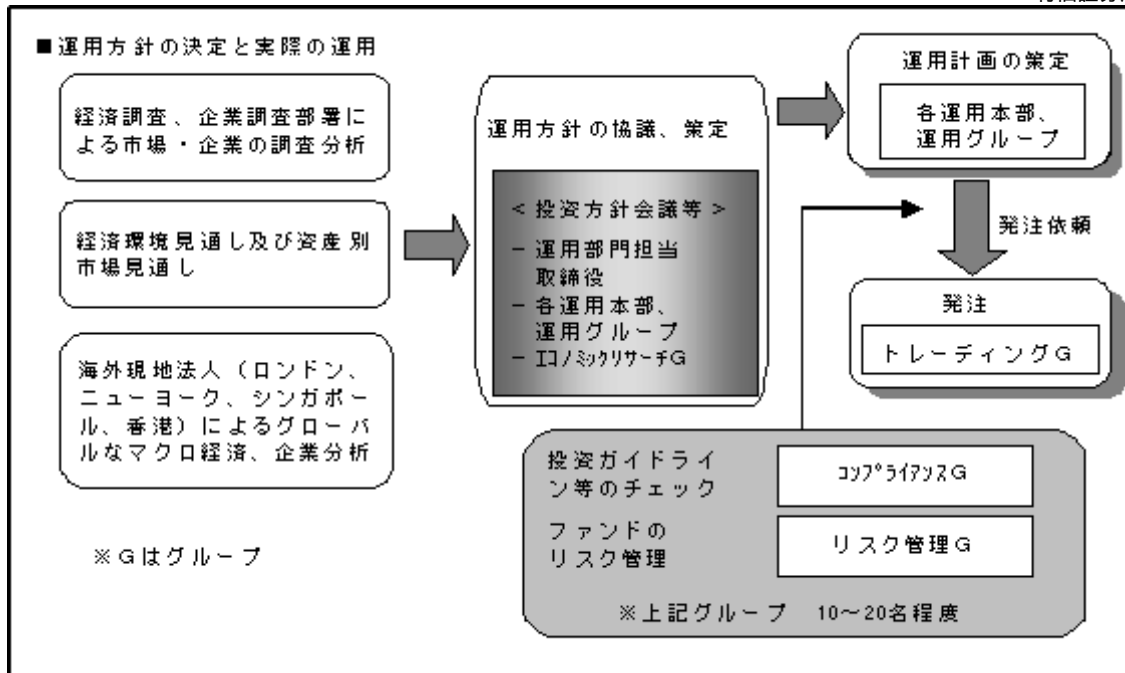 ■運用方針の決定と実際の運用
経済調査、企業調査部署に
よる市場・企業の調査分析
経済環境見通し及び資産別
市場見通し
海外現地法人（ロンドン、
ニューヨーク、シンガポー
ル、香港）によるグローバ
ルなマクロ経済、企業分析
※Gはグループ
運用方針の協議、策定
＜投資方針会議等＞
－運用部門担当
取締役
－各運用本部、
運用グループ
－ｴｺﾉﾐｯｸﾘｻｰﾁG
運用計画の策定
各運用本部、
運用グループ
発注依頼
発注
トレーディングG
投資ガイドライ
ン等のチェック
ｺﾝﾌﾟﾗｲｱﾝｽG
ファンドの
リスク管理
リスク管理G
※上記グループ　10～20名程度